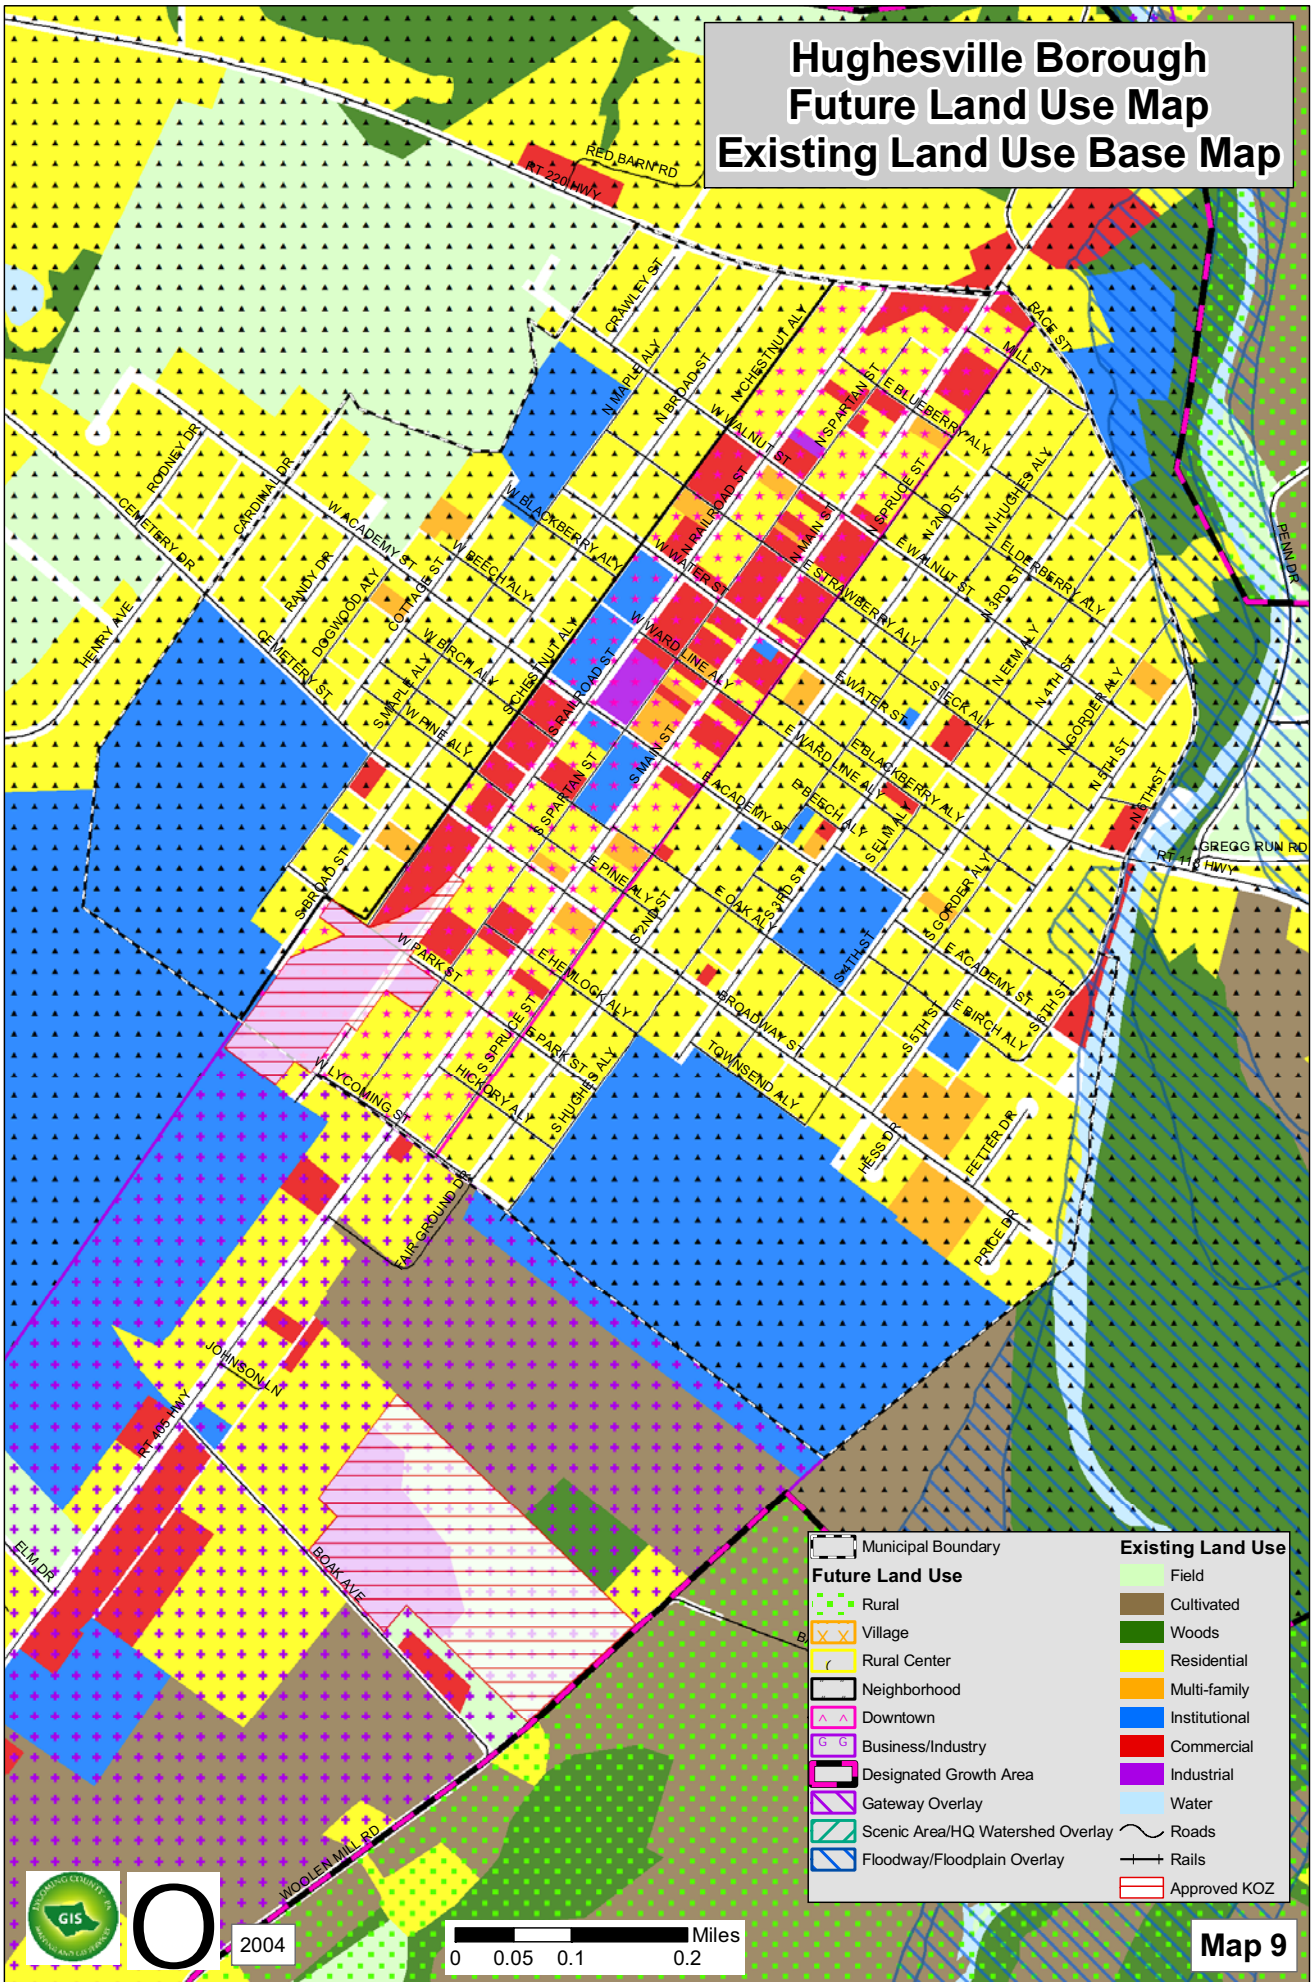 Hughesville Borough
Future Land Use Map
Existing Land Use Base Map
RED BARN RD
RT 220 HWY
CRAWLEY ST
N MAPLE ALY
N BROAD ST
N CHESTNUT ALY
RACE ST
MILL ST
N SPARTAN ST
E BLUEBERRY ALY
W WALNUT ST
RODNEY DR
CARDINAL DR
CEMETERY DR
W ACADEMY ST
RANDY DR
DOGWOOD ALY
COTTAGE ST
W BEECH ALY
W BLACKBERRY ALY
N RAILROAD ST
W WATER ST
N MAIN ST
N SPRUCE ST
N 2ND ST
N HUGHES ALY
E WALNUT ST
ELDERBERRY ALY
N 3RD ST
E STRAWBERRY ALY
PENN DR
HENRY AVE
CEMETERY ST
S MAPLE ALY
W BIRCH ALY
W PINE ALY
S CHESTNUT ALY
S RAILROAD ST
W WARD LINE ALY
N ELM ALY
N 4TH ST
N GORDER ALY
E WATER ST
STECK ALY
S MAIN ST
S SPARTAN ST
E WARD LINE ALY
E BLACKBERRY ALY
N 5TH ST
N 6TH ST
E ACADEMY ST
E BEECH ALY
S ELM ALY
GREGG RUN RD
RT 118 HWY
S BROAD ST
E PINE ALY
S 2ND ST
E OAK ALY
S 3RD ST
S GORDER ALY
S 4TH ST
W PARK ST
E HEMLOCK ALY
BROADWAY ST
E ACADEMY ST
E BIRCH ALY
S 6TH ST
S 5TH ST
S SPRUCE ST
E PARK ST
HICKORY ALY
S HUGHES ALY
W LYCOMING ST
TOWNSEND ALY
HESS DR
FETTER DR
PRICE DR
FAIR GROUND DR
JOHNSON LN
RT 405 HWY
ELM DR
BOAK AVE
WOOLEN MILL RD
Municipal Boundary
Future Land Use
Rural
Village
Rural Center
Neighborhood
Downtown
Business/Industry
Designated Growth Area
Gateway Overlay
Scenic Area/HQ Watershed Overlay
Floodway/Floodplain Overlay
Existing Land Use
Field
Cultivated
Woods
Residential
Multi-family
Institutional
Commercial
Industrial
Water
Roads
Rails
Approved KOZ
LYCOMING COUNTY, PA
GIS
O
2004
Miles
0 0.05 0.1 0.2
Map 9